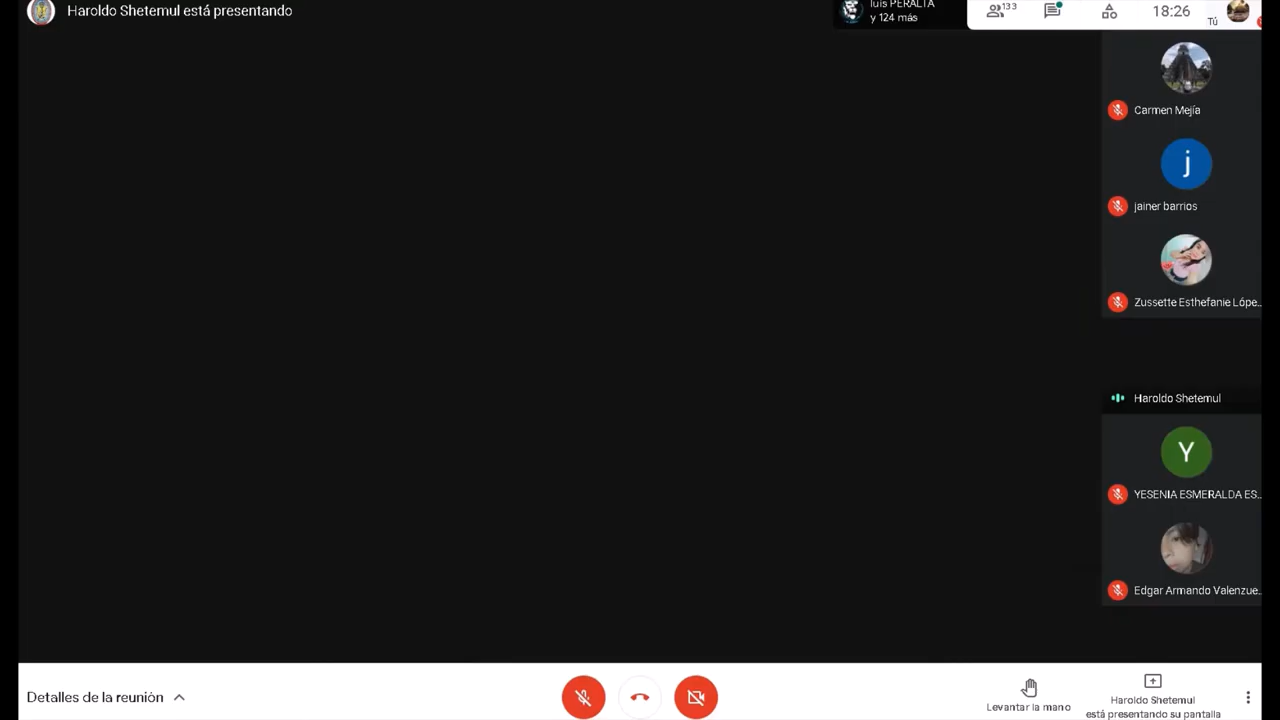 Haroldo Shetemul está presentando
luis PERALTA
y 124 más
133
18:26
Tú
Carmen Mejía
j
jainer barrios
Zussette Esthefanie Lópe...
Haroldo Shetemul
Y
YESENIA ESMERALDA ES...
Edgar Armando Valenzue...
Detalles de la reunión
Levantar la mano
Haroldo Shetemul
está presentando su pantalla